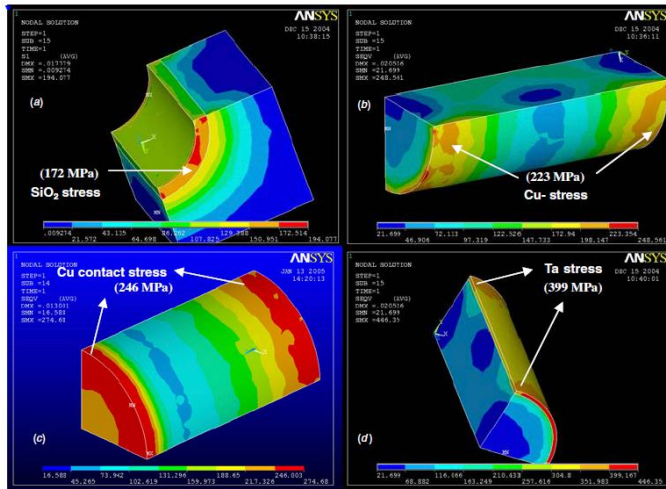 1
NODAL SOLUTION
STEP=1
SUB =15
TIME=1
S1 (AVG)
DMX =.017779
SMN =.009274
SMX =194.077
ANSYS
DEC 15 2004
10:38:15
(a)
MX
X
MN
(172 MPa)
SiO₂ stress
.009274 43.135 86.262 129.388 172.514
21.572 64.698 107.825 150.951 194.077
1
NODAL SOLUTION
STEP=1
SUB =15
TIME=1
SEQV (AVG)
DMX =.020516
SMN =21.699
SMX =248.561
ANSYS
DEC 15 2004
10:36:11
(b)
(223 MPa)
Cu- stress
21.699 72.113 122.526 172.94 223.354
46.906 97.319 147.733 198.147 248.561
1
NODAL SOLUTION
STEP=1
SUB =14
TIME=1
SEQV (AVG)
SMN =16.588
SMX =274.68
ANSYS
JAN 13 2005
14:20:13
Cu contact stress
(246 MPa)
X
MN
MX
(c)
16.588 73.942 131.296 188.65 246.003
45.265 102.619 159.973 217.326 274.68
1
NODAL SOLUTION
STEP=1
SUB =15
TIME=1
SEQV (AVG)
DMX =.020516
SMN =21.699
SMX =446.35
ANSYS
DEC 15 2004
10:40:01
Ta stress
(399 MPa)
X
MN
(d)
21.699 116.066 210.433 304.8 399.167
68.882 163.249 257.616 351.983 446.35